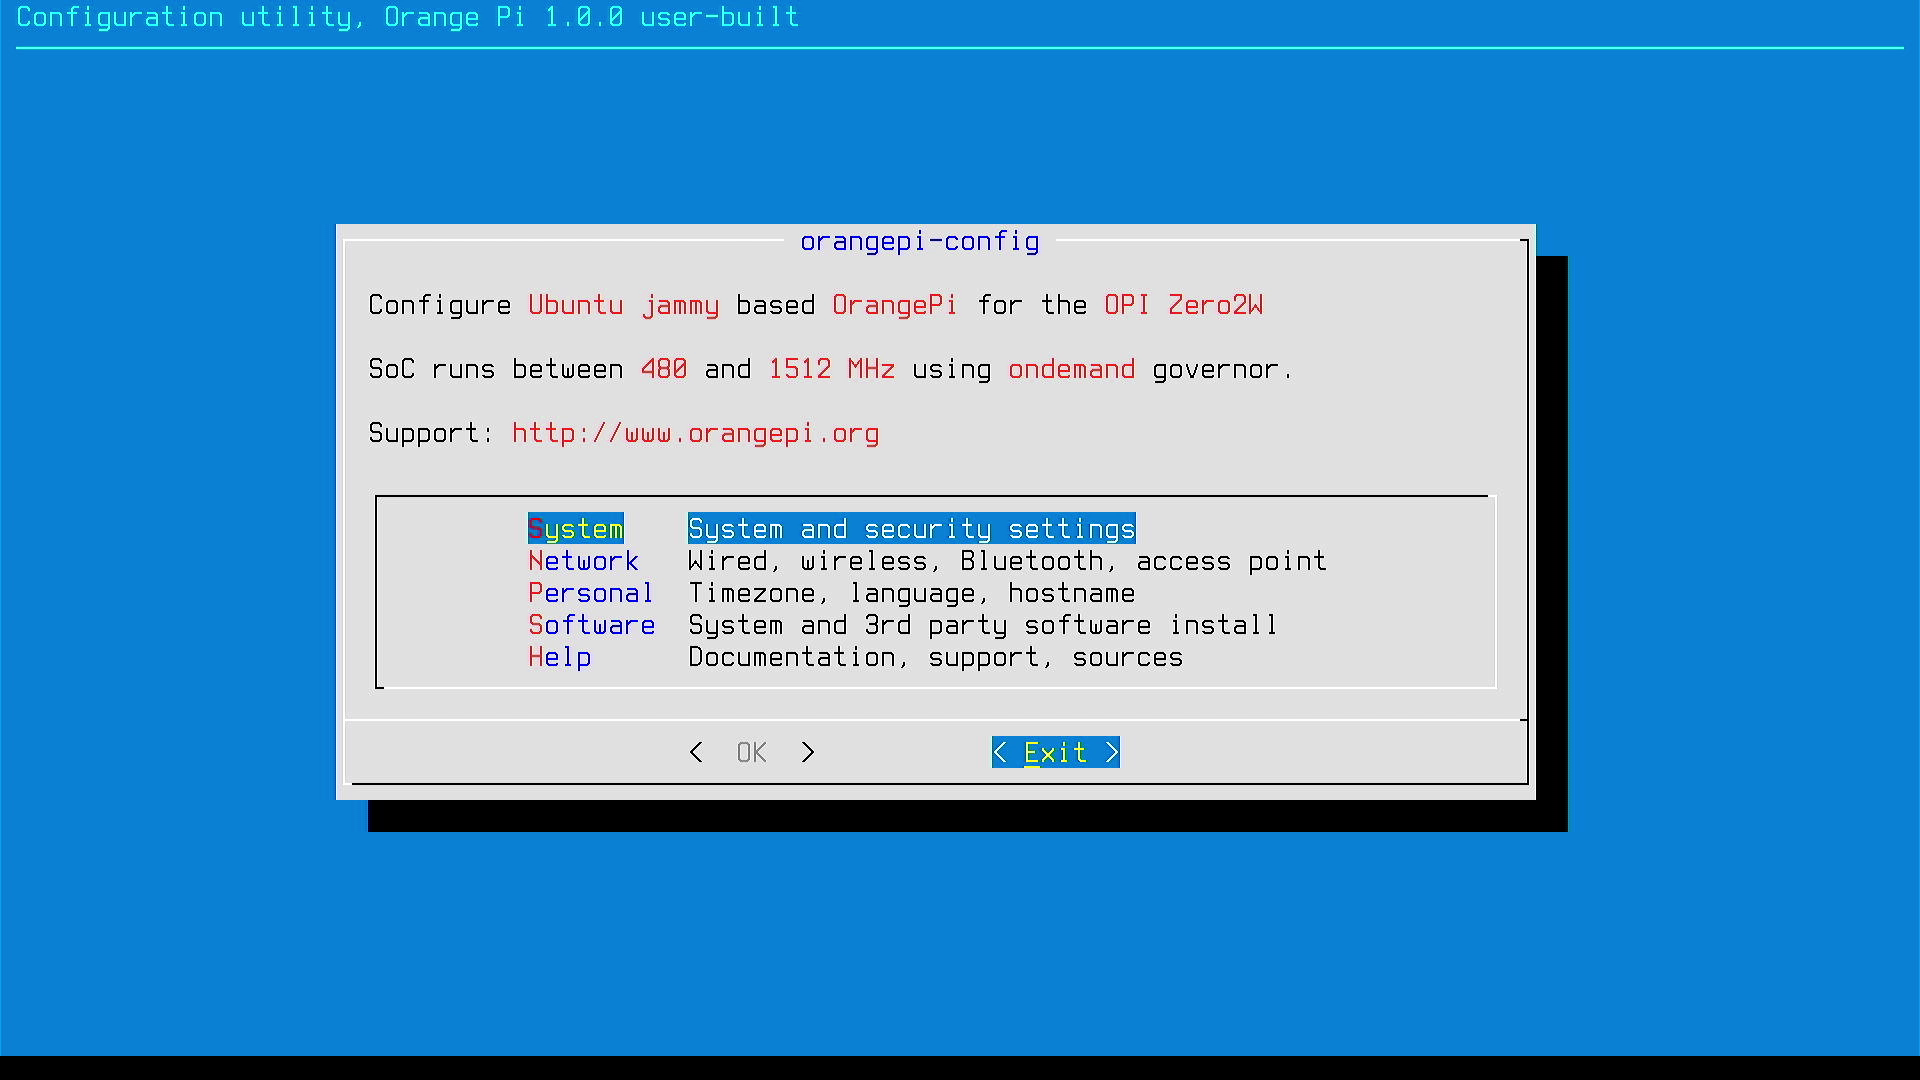 Configuration utility, Orange Pi 1.0.0 user-built
orangepi-config
Configure Ubuntu jammy based OrangePi for the OPI Zero2W
SoC runs between 480 and 1512 MHz using ondemand governor.
Support: http://www.orangepi.org
System System and security settings
Network Wired, wireless, Bluetooth, access point
Personal Timezone, language, hostname
Software System and 3rd party software install
Help Documentation, support, sources
< OK > < Exit >